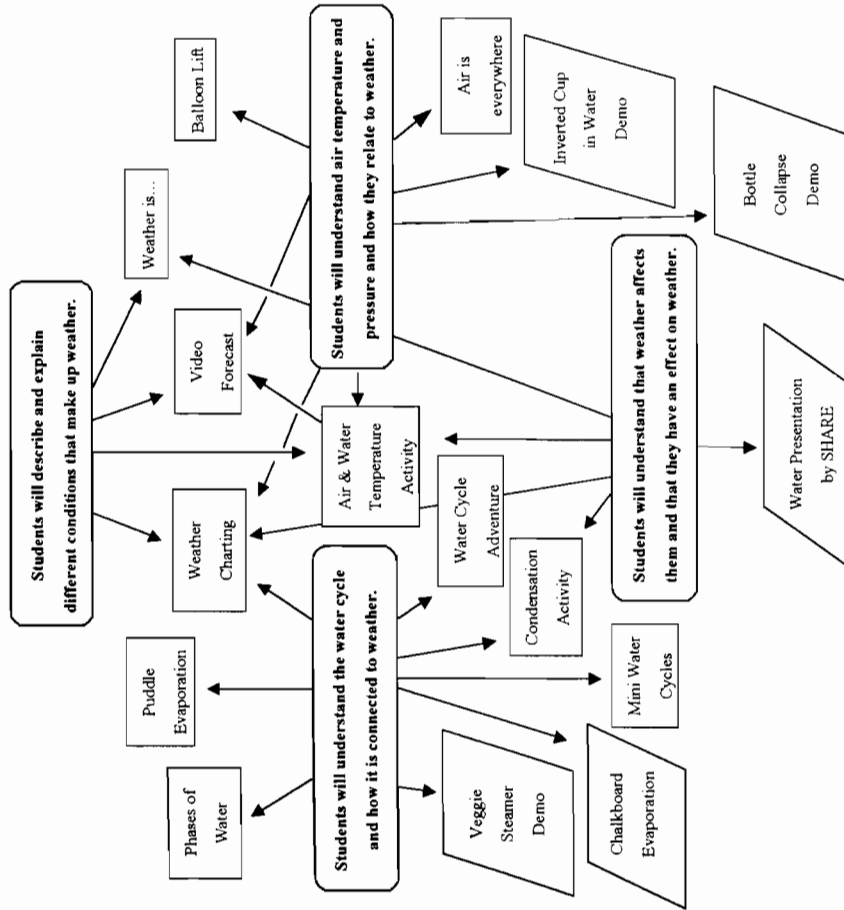 Students will describe and explain
different conditions that make up weather.
Phases of
Water
Puddle
Evaporation
Weather
Charting
Video
Forecast
Weather is...
Balloon Lift
Students will understand the water cycle
and how it is connected to weather.
Air & Water
Temperature
Activity
Students will understand air temperature and
pressure and how they relate to weather.
Veggie
Steamer
Demo
Water Cycle
Adventure
Air is
everywhere
Condensation
Activity
Inverted Cup
in Water
Demo
Chalkboard
Evaporation
Mini Water
Cycles
Students will understand that weather affects
them and that they have an effect on weather.
Bottle
Collapse
Demo
Water Presentation
by SHARE